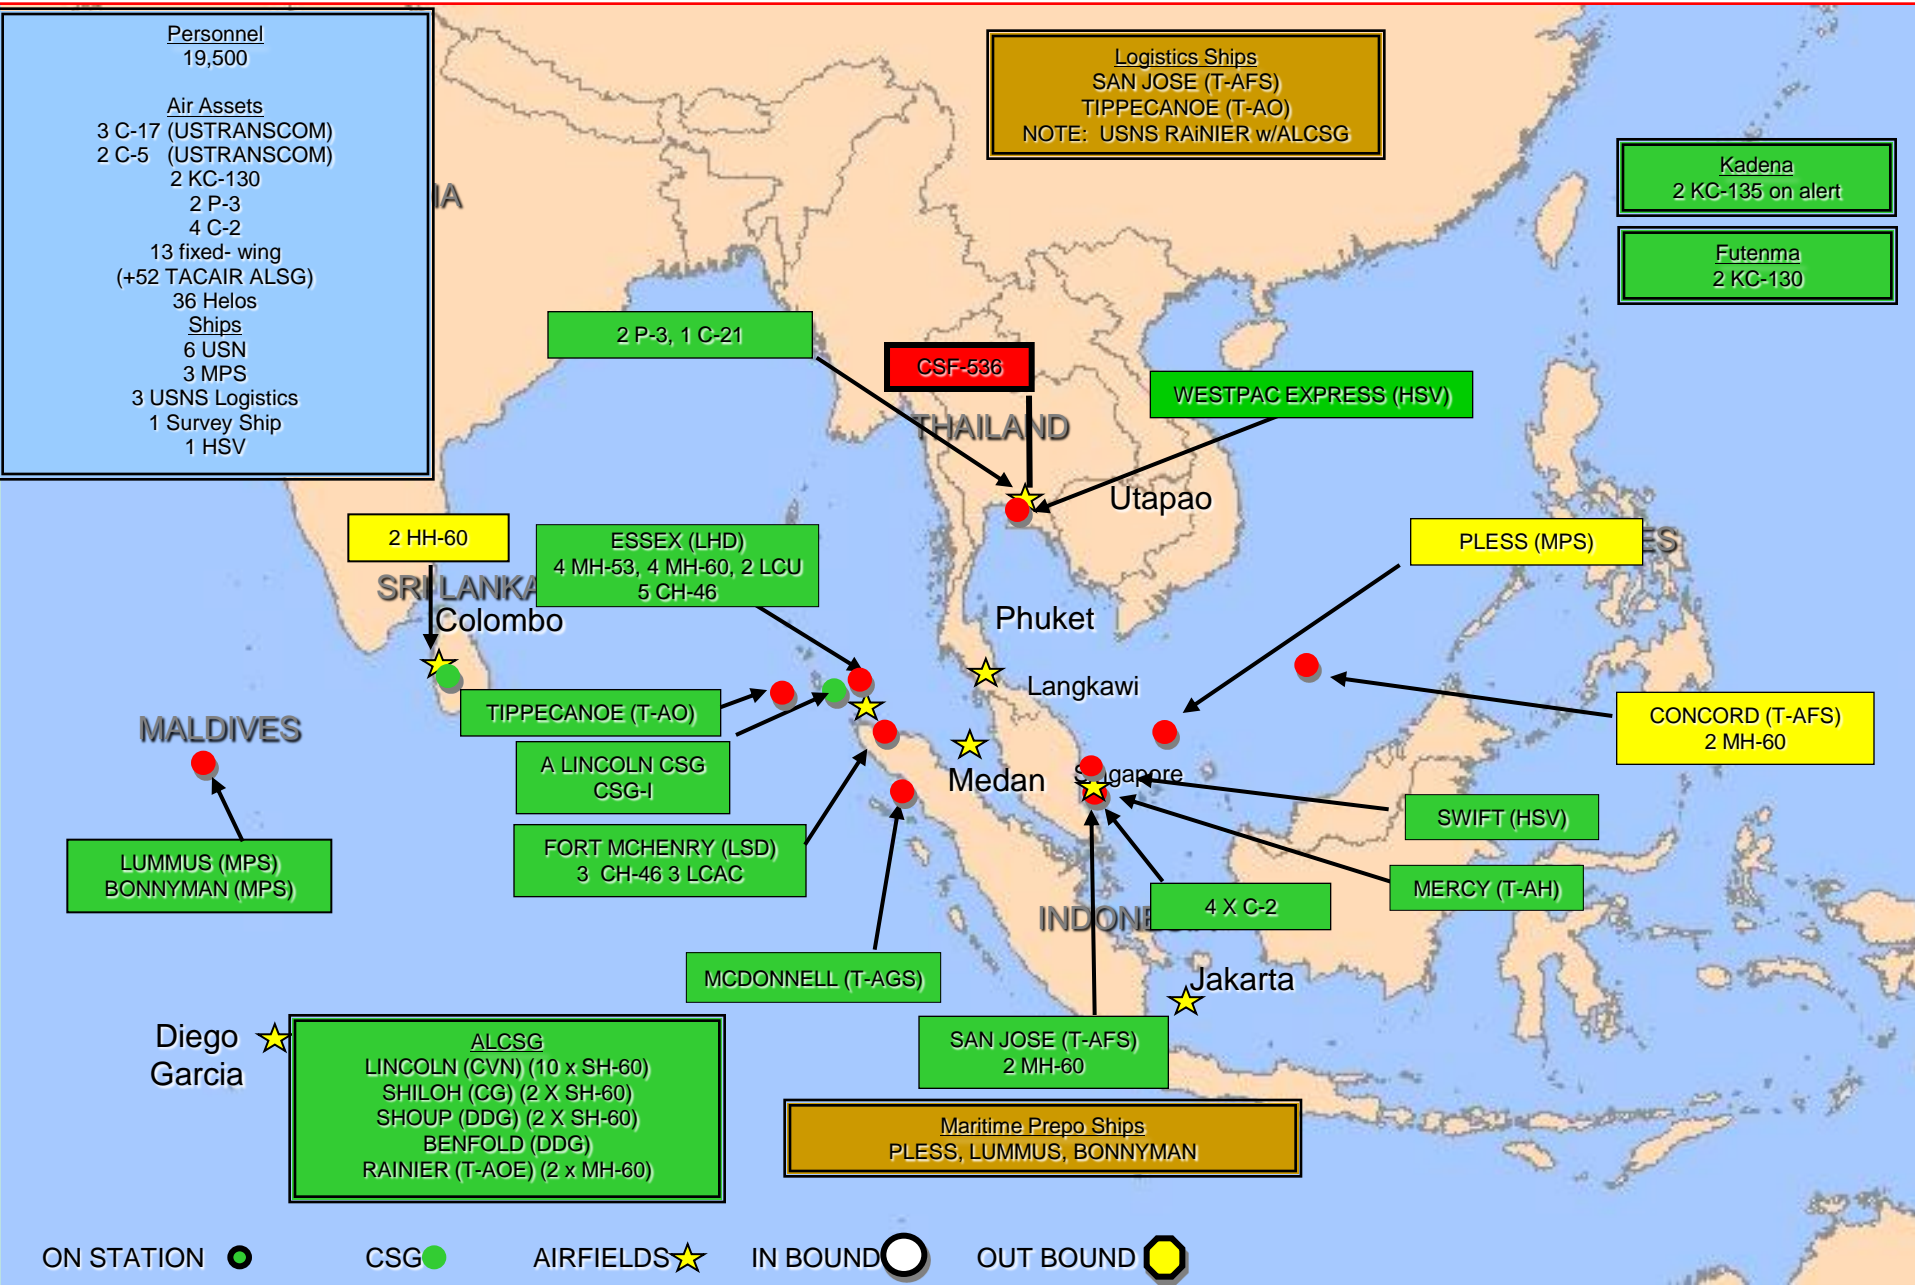 Personnel
19,500
Air Assets
3 C-17 (USTRANSCOM)
2 C-5 (USTRANSCOM)
2 KC-130
2 P-3
4 C-2
13 fixed- wing
(+52 TACAIR ALSG)
36 Helos
Ships
6 USN
3 MPS
3 USNS Logistics
1 Survey Ship
1 HSV
IA
Logistics Ships
SAN JOSE (T-AFS)
TIPPECANOE (T-AO)
NOTE: USNS RAiNIER w/ALCSG
Kadena
2 KC-135 on alert
Futenma
2 KC-130
2 P-3, 1 C-21
CSF-536
WESTPAC EXPRESS (HSV)
THAILAND
Utapao
2 HH-60
ESSEX (LHD)
4 MH-53, 4 MH-60, 2 LCU
5 CH-46
PLESS (MPS)
ES
SRI LANKA
Colombo
Phuket
Langkawi
TIPPECANOE (T-AO)
CONCORD (T-AFS)
2 MH-60
MALDIVES
A LINCOLN CSG
CSG-I
Medan
Singapore
SWIFT (HSV)
LUMMUS (MPS)
BONNYMAN (MPS)
FORT MCHENRY (LSD)
3 CH-46 3 LCAC
MERCY (T-AH)
4 X C-2
INDONESIA
MCDONNELL (T-AGS)
Jakarta
Diego
Garcia
ALCSG
LINCOLN (CVN) (10 x SH-60)
SHILOH (CG) (2 X SH-60)
SHOUP (DDG) (2 X SH-60)
BENFOLD (DDG)
RAINIER (T-AOE) (2 x MH-60)
SAN JOSE (T-AFS)
2 MH-60
Maritime Prepo Ships
PLESS, LUMMUS, BONNYMAN
ON STATION
CSG
AIRFIELDS
IN BOUND
OUT BOUND